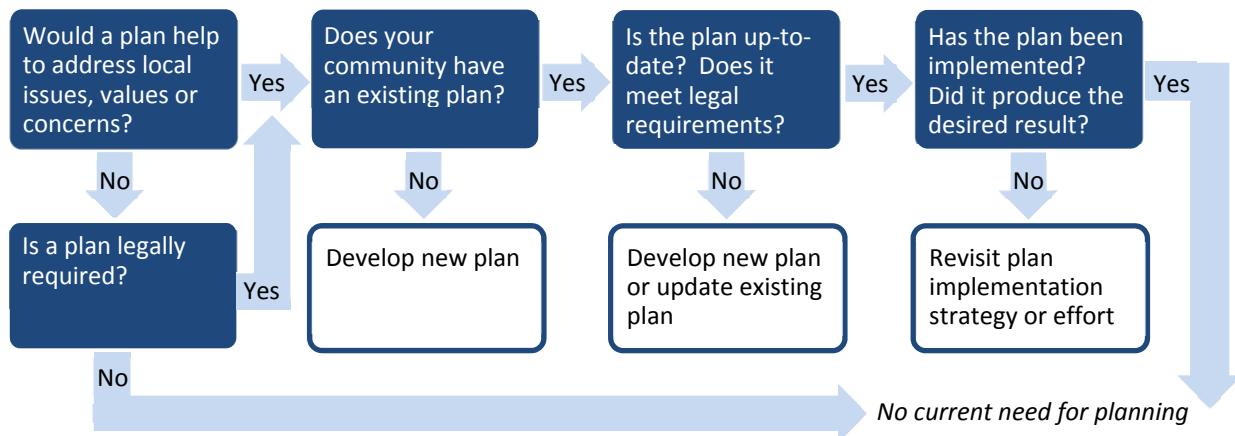 Would a plan help
to address local
issues, values or
concerns?
Yes
Does your
community have
an existing plan?
Yes
Is the plan up-to-
date?  Does it
meet legal
requirements?
Yes
Has the plan been
implemented?
Did it produce the
desired result?
Yes
No
No
No
No
Is a plan legally
required?
Yes
Develop new plan
Develop new plan
or update existing
plan
Revisit plan
implementation
strategy or effort
No
No current need for planning